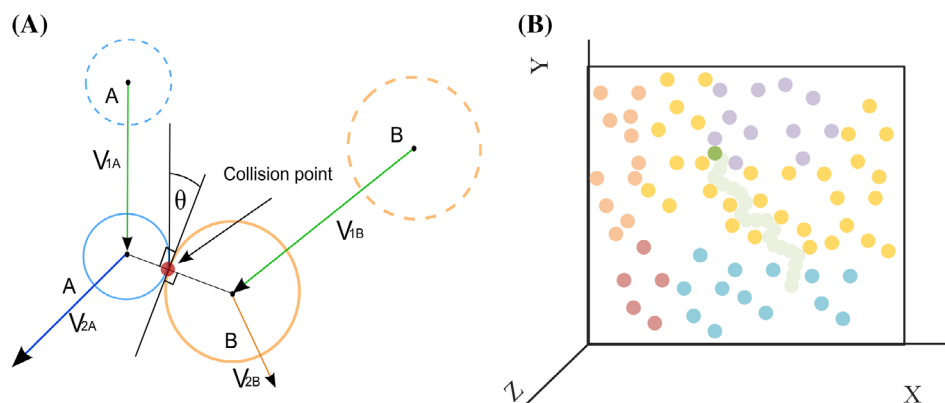 (A)
A
V1A
B
θ
Collision point
V1B
A
V2A
B
V2B
(B)
Y
Z
X